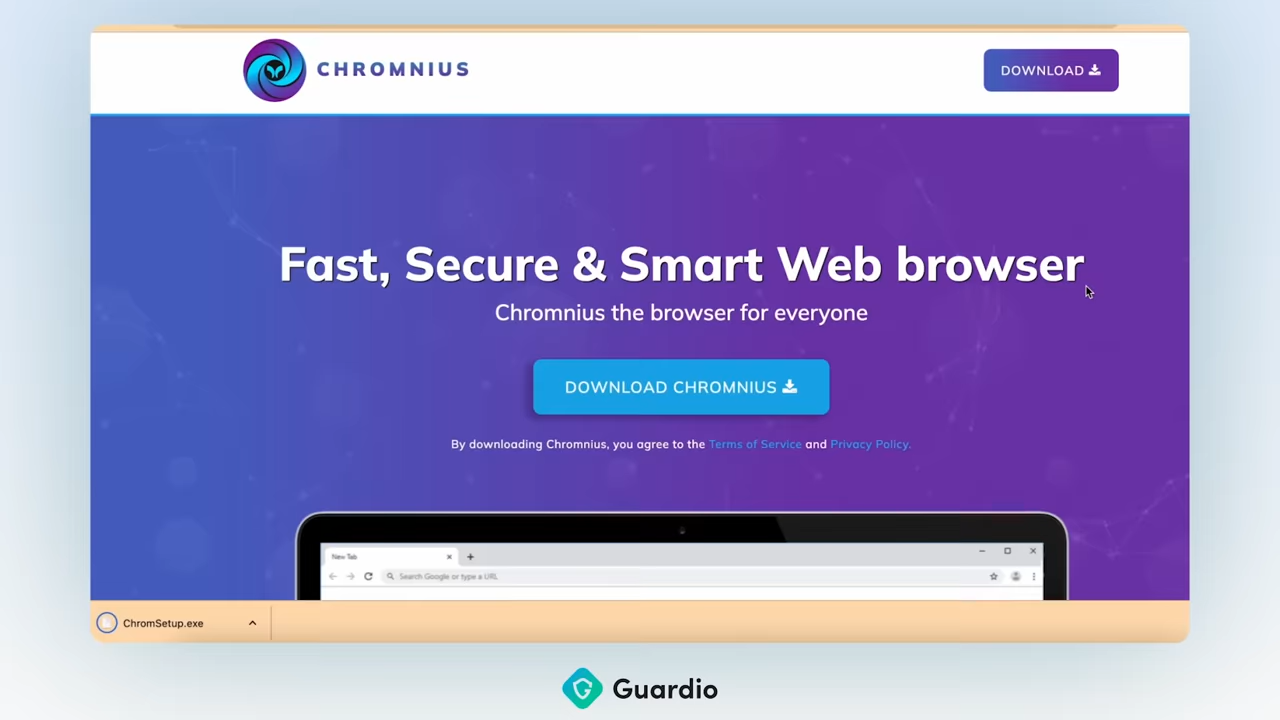 CHROMNIUS
DOWNLOAD
Fast, Secure & Smart Web browser
Chromnius the browser for everyone
DOWNLOAD CHROMNIUS
By downloading Chromnius, you agree to the Terms of Service and Privacy Policy.
New Tab
Search Google or type a URL
ChromSetup.exe
Guardio